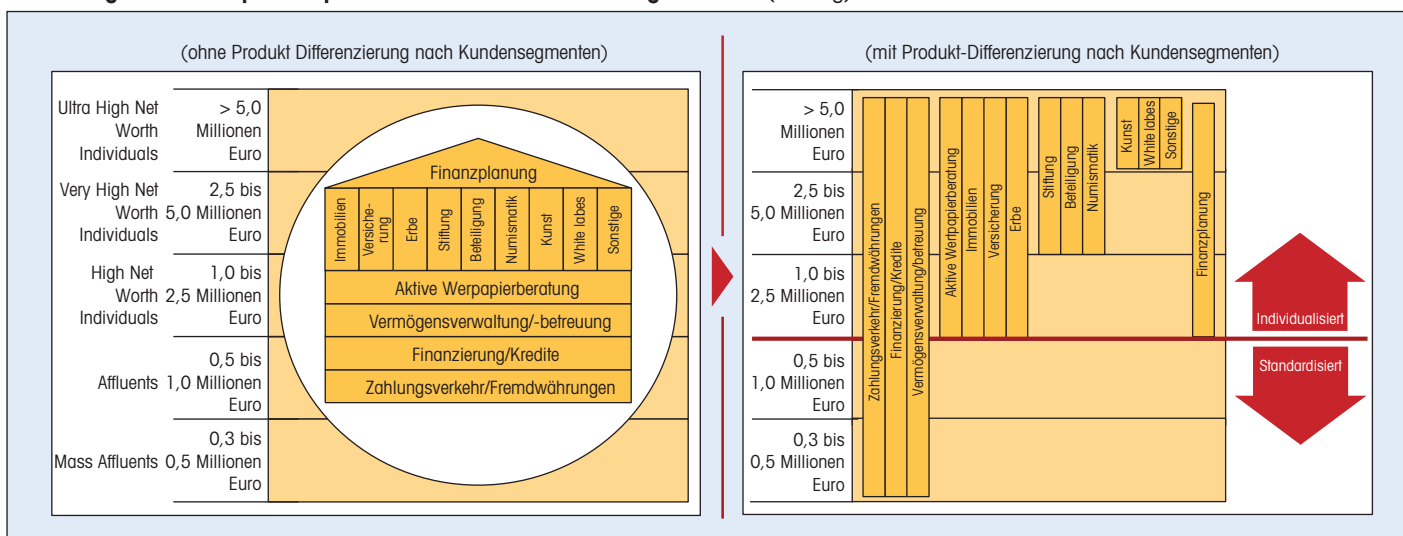 (ohne Produkt Differenzierung nach Kundensegmenten)
Ultra High Net
Worth
Individuals
> 5,0
Millionen
Euro
Very High Net
Worth
Individuals
2,5 bis
5,0 Millionen
Euro
High Net
Worth
Individuals
1,0 bis
2,5 Millionen
Euro
Affluents
0,5 bis
1,0 Millionen
Euro
Mass Affluents
0,3 bis
0,5 Millionen
Euro
Finanzplanung
Immobilien
Versiche-
rung
Erbe
Stiftung
Beteiligung
Numismatik
Kunst
White labes
Sonstige
Aktive Werpapierberatung
Vermögensverwaltung/-betreuung
Finanzierung/Kredite
Zahlungsverkehr/Fremdwährungen
(mit Produkt-Differenzierung nach Kundensegmenten)
> 5,0
Millionen
Euro
2,5 bis
5,0 Millionen
Euro
1,0 bis
2,5 Millionen
Euro
0,5 bis
1,0 Millionen
Euro
0,3 bis
0,5 Millionen
Euro
Zahlungsverkehr/Fremdwährungen
Finanzierung/Kredite
Vermögensverwaltung/betreuung
Aktive Wertpapierberatung
Immobilien
Versicherung
Erbe
Stiftung
Beteiligung
Numismatik
Kunst
White labes
Sonstige
Finanzplanung
Individualisiert
Standardisiert